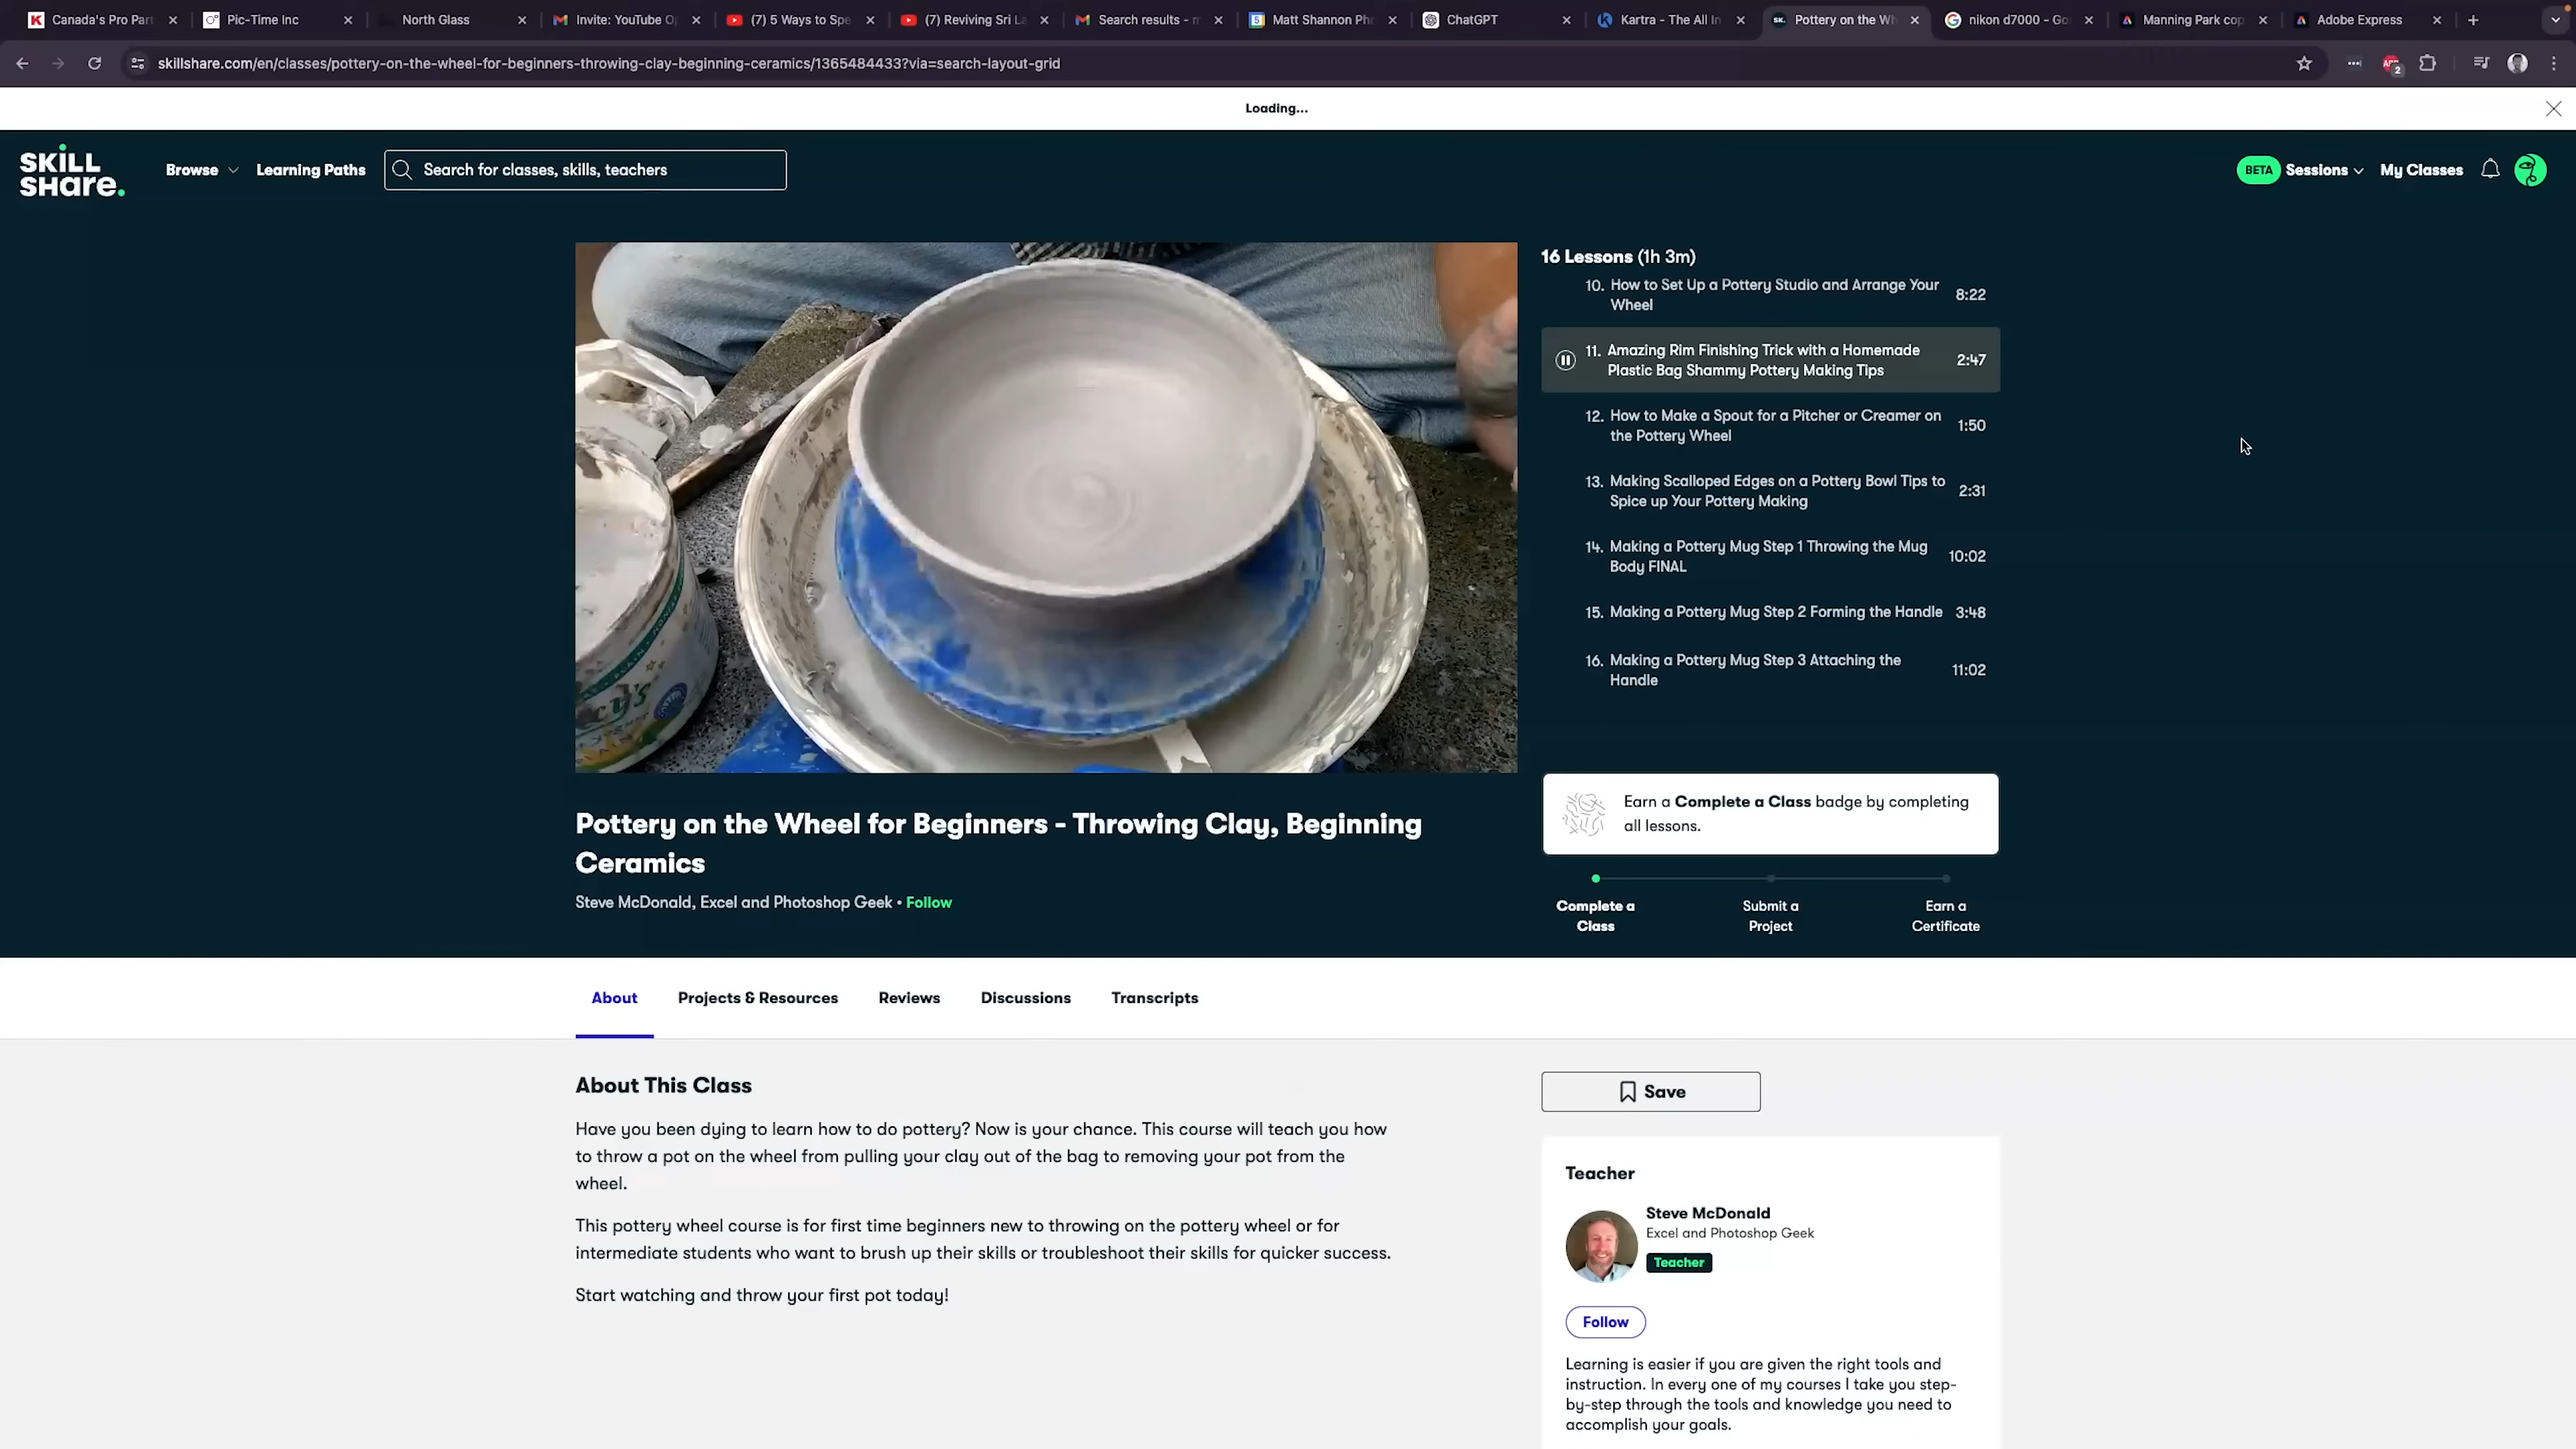 Canada's Pro Part
Pic-Time Inc
North Glass
Invite: YouTube O
(7) 5 Ways to Spe
(7) Reviving Sri La
Search results - m
Matt Shannon Pho
ChatGPT
Kartra - The All In
Pottery on the Wh
nikon d7000 - Goo
Manning Park cop
Adobe Express
skillshare.com/en/classes/pottery-on-the-wheel-for-beginners-throwing-clay-beginning-ceramics/1365484433?via=search-layout-grid
2
Loading...
SKILL
SHare.
Browse
Learning Paths
Search for classes, skills, teachers
BETA Sessions
My Classes
16 Lessons (1h 3m)
10. How to Set Up a Pottery Studio and Arrange Your
Wheel
8:22
11. Amazing Rim Finishing Trick with a Homemade
Plastic Bag Shammy Pottery Making Tips
2:47
12. How to Make a Spout for a Pitcher or Creamer on
the Pottery Wheel
1:50
13. Making Scalloped Edges on a Pottery Bowl Tips to
Spice up Your Pottery Making
2:31
14. Making a Pottery Mug Step 1 Throwing the Mug
Body FINAL
10:02
15. Making a Pottery Mug Step 2 Forming the Handle 3:48
16. Making a Pottery Mug Step 3 Attaching the
Handle
11:02
Earn a Complete a Class badge by completing
all lessons.
Complete a
Class
Submit a
Project
Earn a
Certificate
Pottery on the Wheel for Beginners - Throwing Clay, Beginning
Ceramics
Steve McDonald, Excel and Photoshop Geek • Follow
About
Projects & Resources
Reviews
Discussions
Transcripts
About This Class
Have you been dying to learn how to do pottery? Now is your chance. This course will teach you how
to throw a pot on the wheel from pulling your clay out of the bag to removing your pot from the
wheel.
This pottery wheel course is for first time beginners new to throwing on the pottery wheel or for
intermediate students who want to brush up their skills or troubleshoot their skills for quicker success.
Start watching and throw your first pot today!
Save
Teacher
Steve McDonald
Excel and Photoshop Geek
Teacher
Follow
Learning is easier if you are given the right tools and
instruction. In every one of my courses I take you step-
by-step through the tools and knowledge you need to
accomplish your goals.